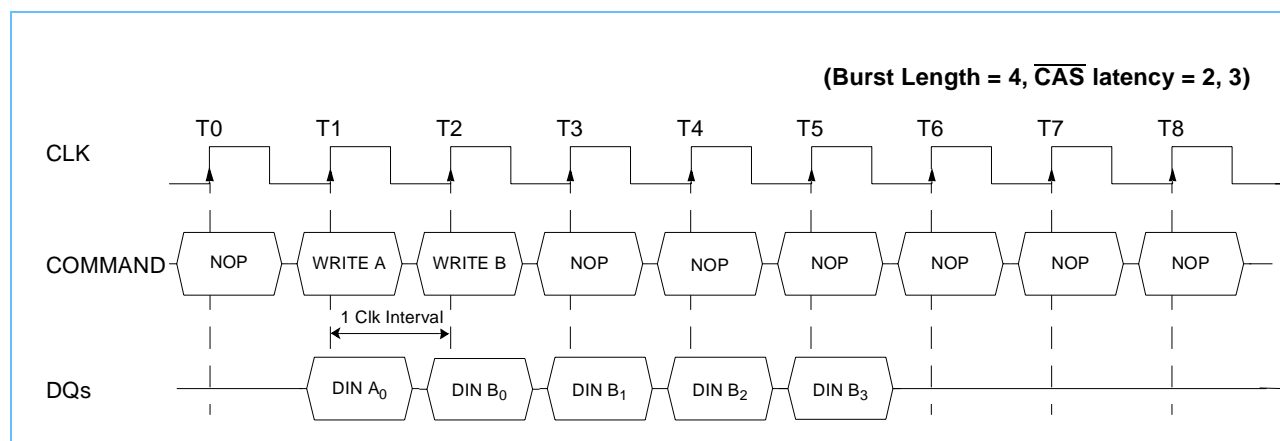 (Burst Length = 4, CAS latency = 2, 3)
T0 T1 T2 T3 T4 T5 T6 T7 T8
CLK
COMMAND NOP WRITE A WRITE B NOP NOP NOP NOP NOP NOP
1 Clk Interval
DQs DIN A₀ DIN B₀ DIN B₁ DIN B₂ DIN B₃